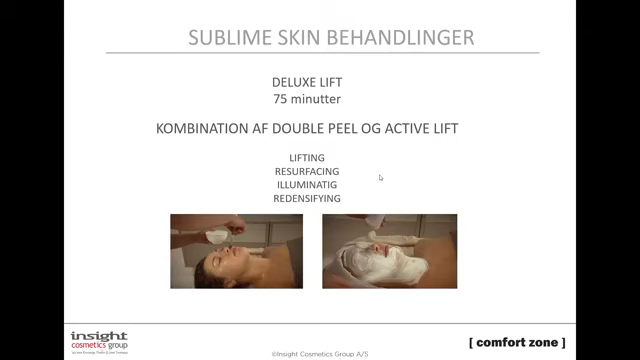 SUBLIME SKIN BEHANDLINGER
DELUXE LIFT
75 minutter
KOMBINATION AF DOUBLE PEEL OG ACTIVE LIFT
LIFTING
RESURFACING
ILLUMINATIG
REDENSIFYING
insight
cosmetics group
©Insight Cosmetics Group A/S
[ comfort zone ]